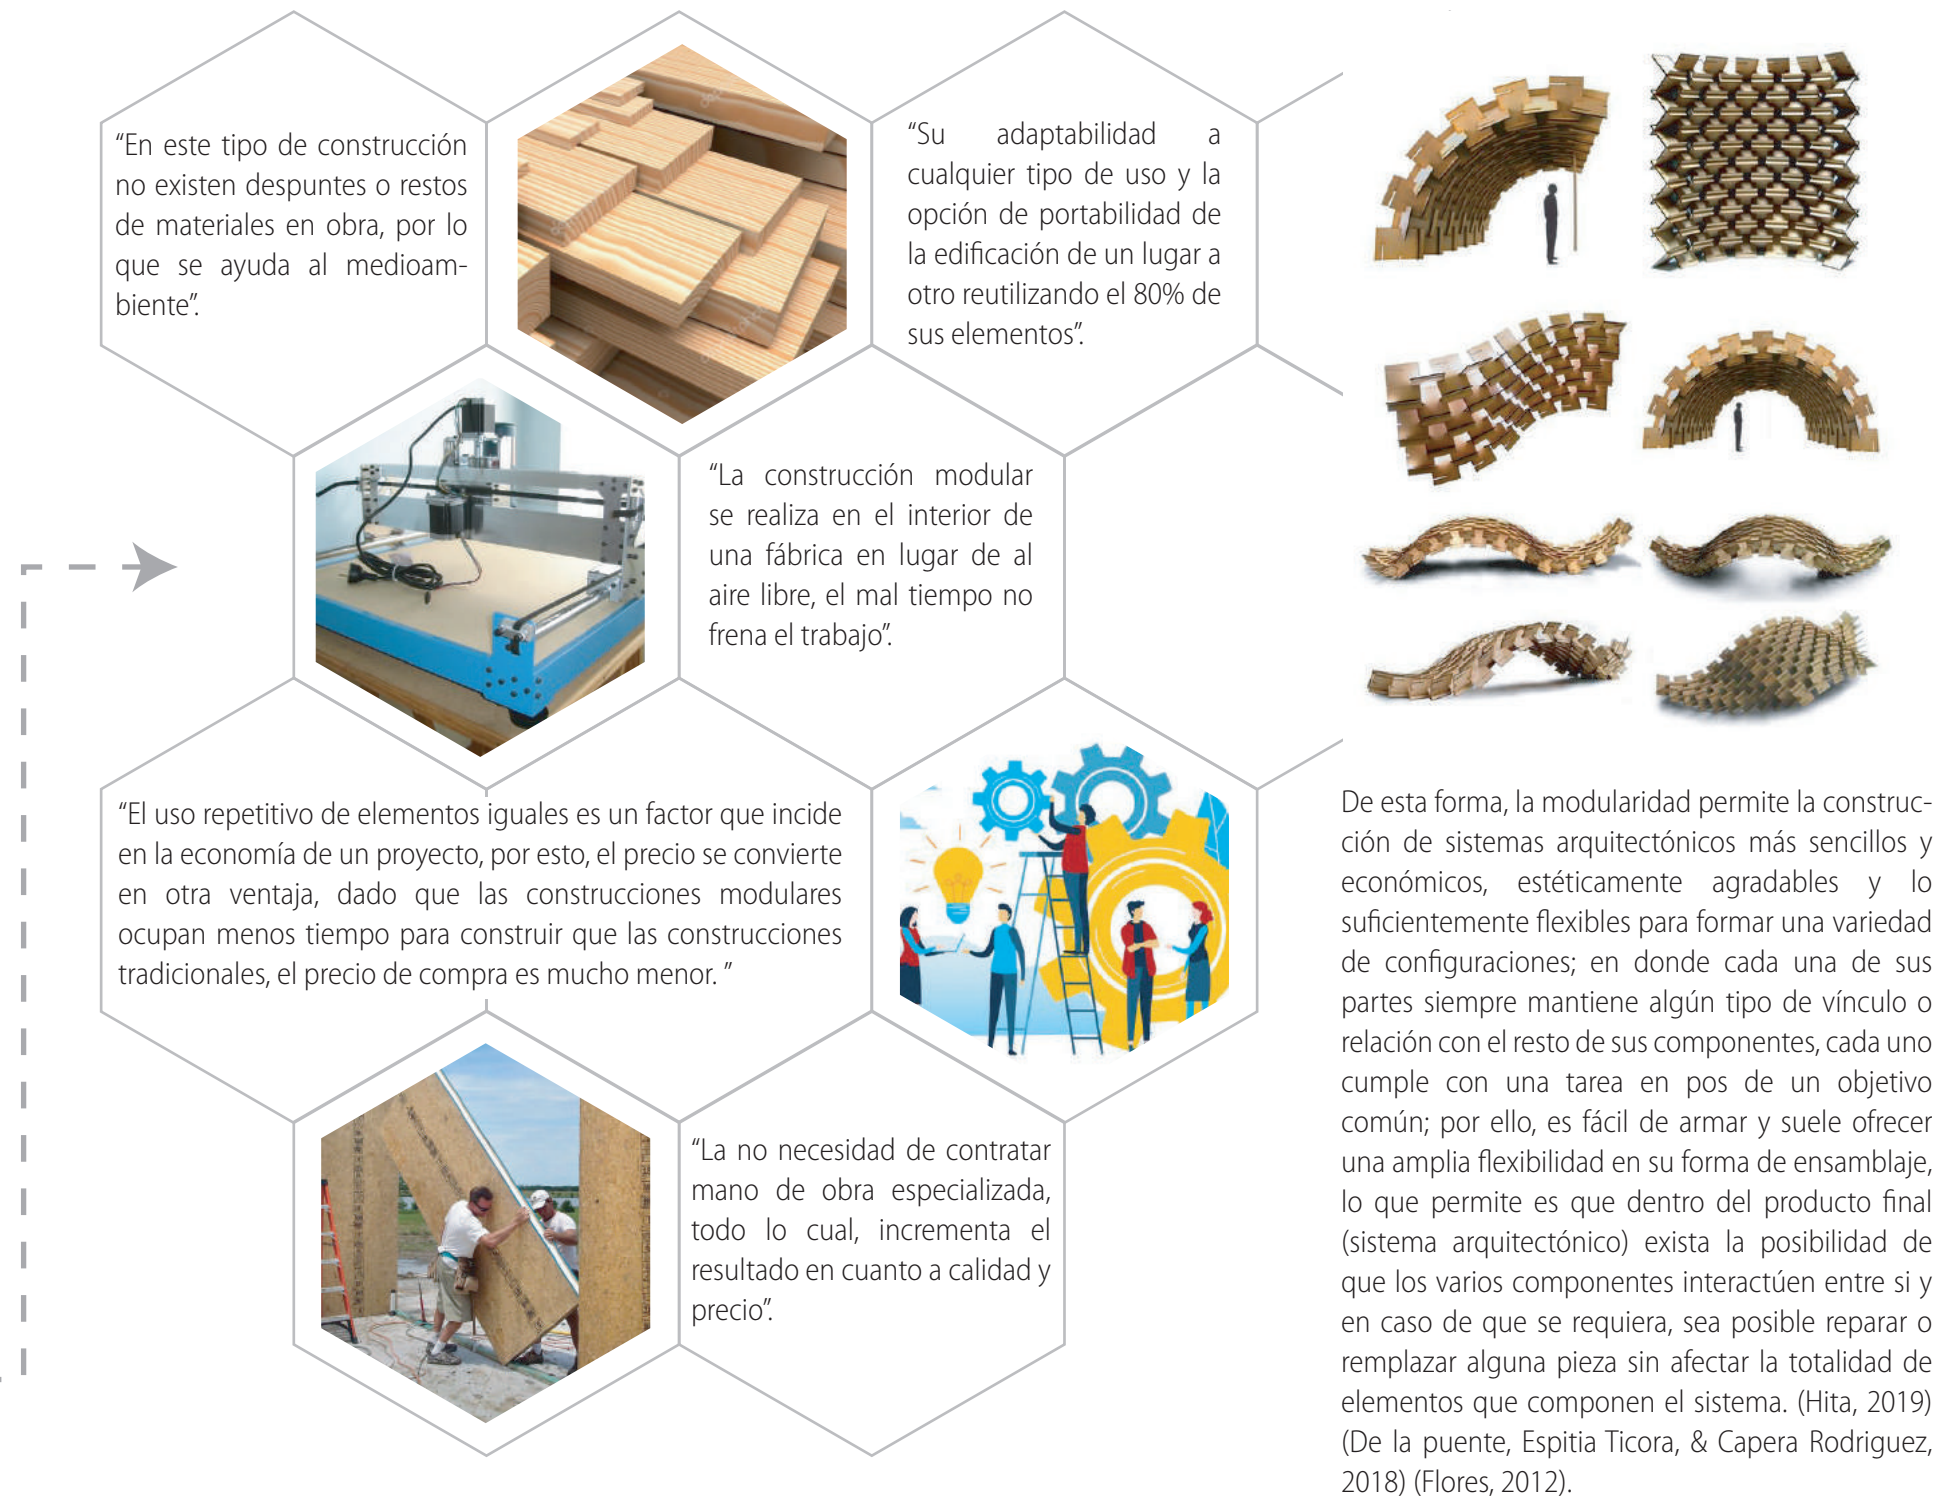 “En este tipo de construcción
no existen despuntes o restos
de materiales en obra, por lo
que se ayuda al medioam-
biente”.
“Su adaptabilidad a
cualquier tipo de uso y la
opción de portabilidad de
la edificación de un lugar a
otro reutilizando el 80% de
sus elementos”.
“La construcción modular
se realiza en el interior de
una fábrica en lugar de al
aire libre, el mal tiempo no
frena el trabajo”.
“El uso repetitivo de elementos iguales es un factor que incide
en la economía de un proyecto, por esto, el precio se convierte
en otra ventaja, dado que las construcciones modulares
ocupan menos tiempo para construir que las construcciones
tradicionales, el precio de compra es mucho menor. ”
“La no necesidad de contratar
mano de obra especializada,
todo lo cual, incrementa el
resultado en cuanto a calidad y
precio”.
De esta forma, la modularidad permite la construc-
ción de sistemas arquitectónicos más sencillos y
económicos, estéticamente agradables y lo
suficientemente flexibles para formar una variedad
de configuraciones; en donde cada una de sus
partes siempre mantiene algún tipo de vínculo o
relación con el resto de sus componentes, cada uno
cumple con una tarea en pos de un objetivo
común; por ello, es fácil de armar y suele ofrecer
una amplia flexibilidad en su forma de ensamblaje,
lo que permite es que dentro del producto final
(sistema arquitectónico) exista la posibilidad de
que los varios componentes interactúen entre si y
en caso de que se requiera, sea posible reparar o
remplazar alguna pieza sin afectar la totalidad de
elementos que componen el sistema. (Hita, 2019)
(De la puente, Espitia Ticora, & Capera Rodriguez,
2018) (Flores, 2012).